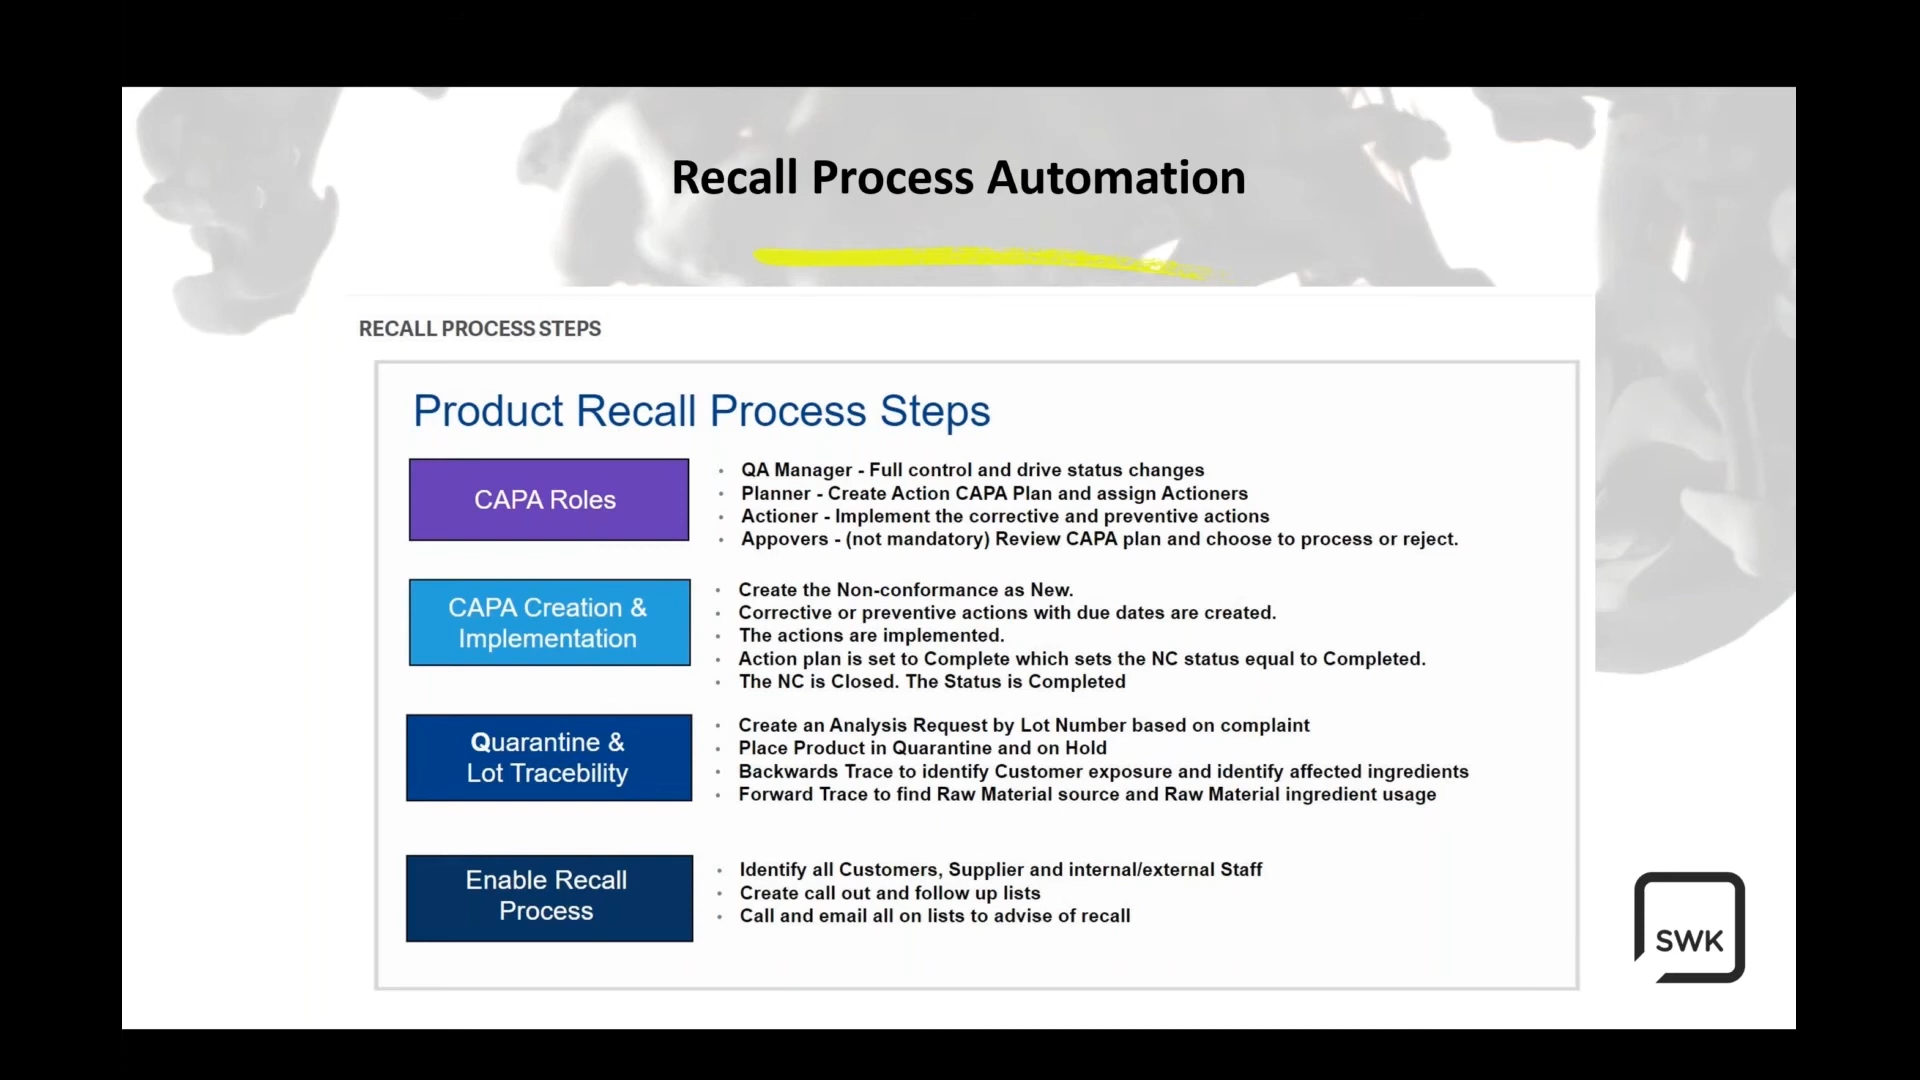 Recall Process Automation
RECALL PROCESS STEPS
Product Recall Process Steps
CAPA Roles
• QA Manager - Full control and drive status changes
• Planner - Create Action CAPA Plan and assign Actioners
• Actioner - Implement the corrective and preventive actions
• Appovers - (not mandatory) Review CAPA plan and choose to process or reject.
CAPA Creation &
Implementation
• Create the Non-conformance as New.
• Corrective or preventive actions with due dates are created.
• The actions are implemented.
• Action plan is set to Complete which sets the NC status equal to Completed.
• The NC is Closed. The Status is Completed
Quarantine &
Lot Tracebility
• Create an Analysis Request by Lot Number based on complaint
• Place Product in Quarantine and on Hold
• Backwards Trace to identify Customer exposure and identify affected ingredients
• Forward Trace to find Raw Material source and Raw Material ingredient usage
Enable Recall
Process
• Identify all Customers, Supplier and internal/external Staff
• Create call out and follow up lists
• Call and email all on lists to advise of recall
SWK